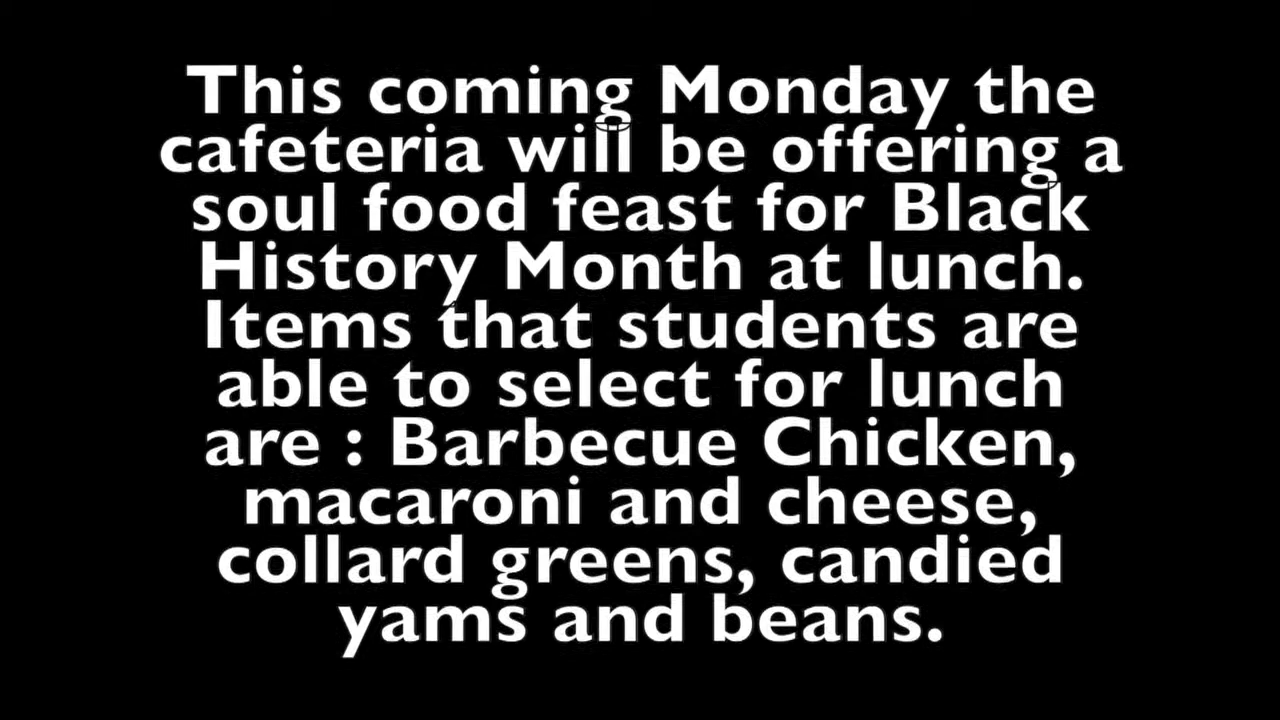 This coming Monday the
cafeteria will be offering a
soul food feast for Black
History Month at lunch.
Items that students are
able to select for lunch
are : Barbecue Chicken,
macaroni and cheese,
collard greens, candied
yams and beans.